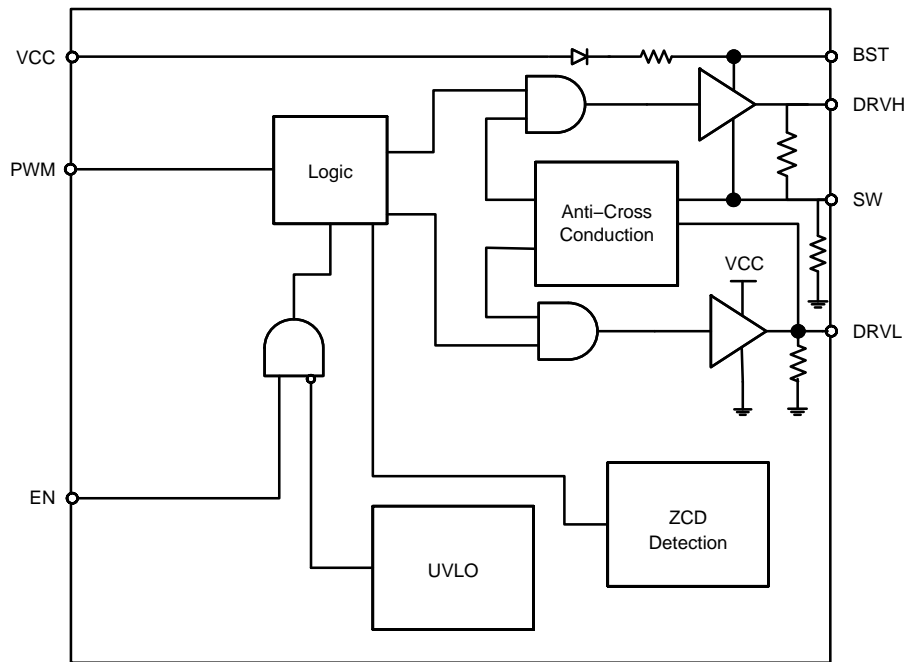 VCC
BST
DRVH
PWM
Logic
SW
Anti−Cross
Conduction
VCC
DRVL
EN
ZCD
Detection
UVLO